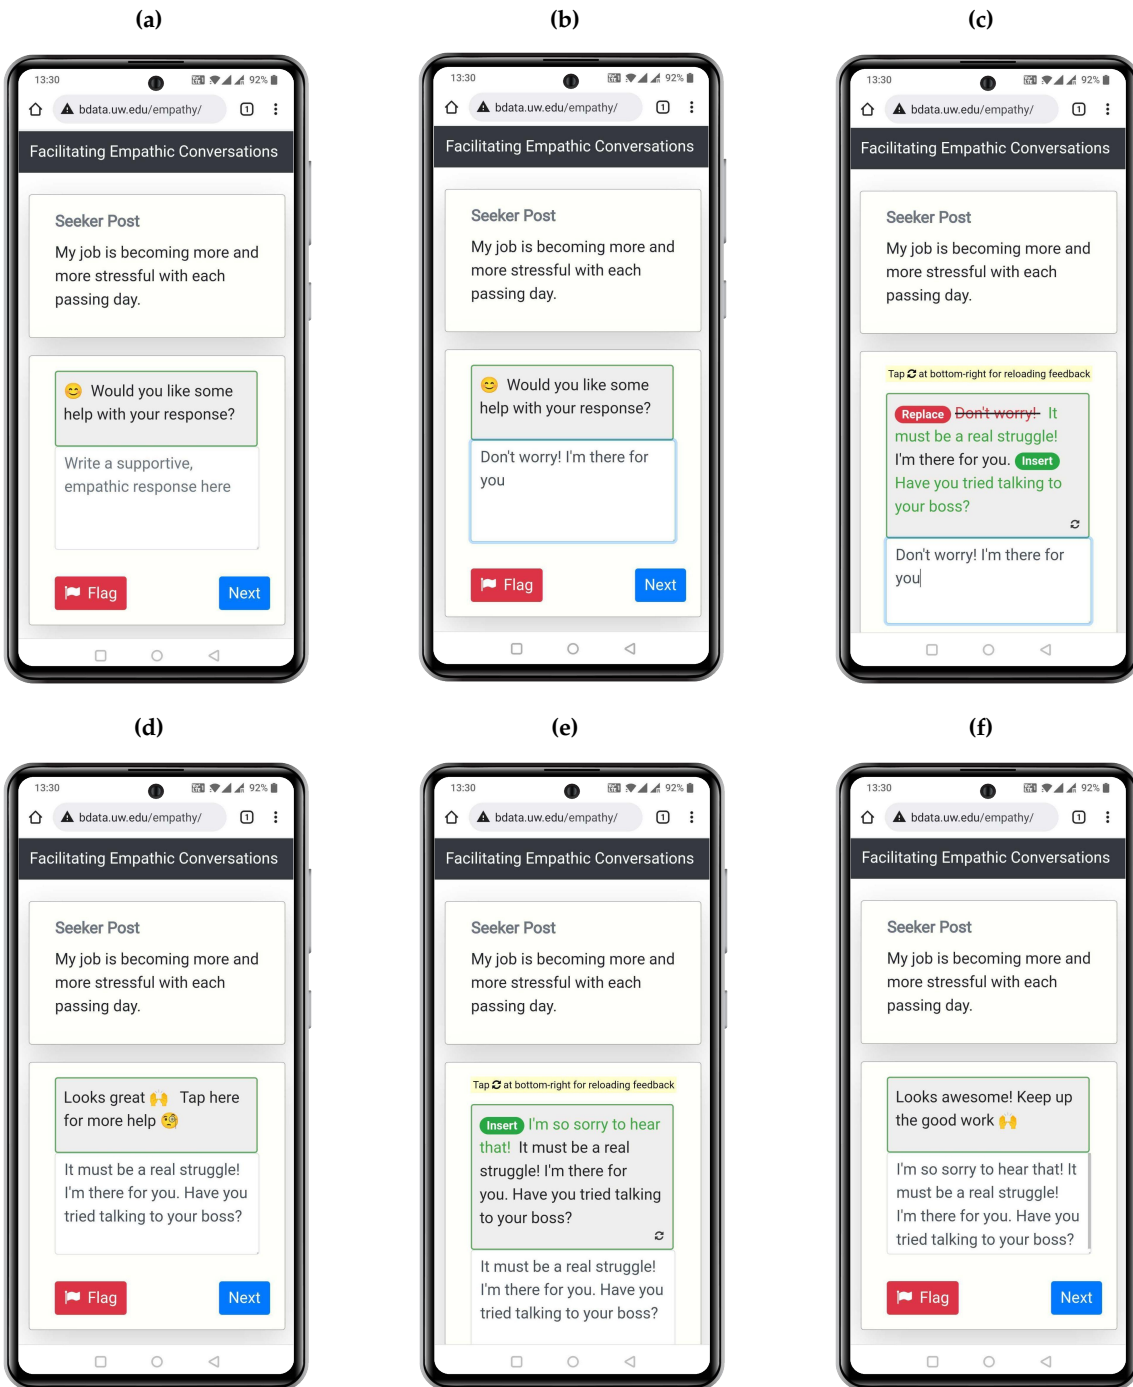 (a)
13:30
92%
bdata.uw.edu/empathy/
1
Facilitating Empathic Conversations
Seeker Post
My job is becoming more and
more stressful with each
passing day.
😊 Would you like some
help with your response?
Write a supportive,
empathic response here
Flag
Next
(b)
13:30
92%
bdata.uw.edu/empathy/
1
Facilitating Empathic Conversations
Seeker Post
My job is becoming more and
more stressful with each
passing day.
😊 Would you like some
help with your response?
Don't worry! I'm there for
you
Flag
Next
(c)
13:30
92%
bdata.uw.edu/empathy/
1
Facilitating Empathic Conversations
Seeker Post
My job is becoming more and
more stressful with each
passing day.
Tap at bottom-right for reloading feedback
Replace Don't worry! It
must be a real struggle!
I'm there for you. Insert
Have you tried talking to
your boss?
Don't worry! I'm there for
you
(d)
13:30
92%
bdata.uw.edu/empathy/
1
Facilitating Empathic Conversations
Seeker Post
My job is becoming more and
more stressful with each
passing day.
Looks great 🙌 Tap here
for more help 🧐
It must be a real struggle!
I'm there for you. Have you
tried talking to your boss?
Flag
Next
(e)
13:30
92%
bdata.uw.edu/empathy/
1
Facilitating Empathic Conversations
Seeker Post
My job is becoming more and
more stressful with each
passing day.
Tap at bottom-right for reloading feedback
Insert I'm so sorry to hear
that! It must be a real
struggle! I'm there for
you. Have you tried talking
to your boss?
It must be a real struggle!
I'm there for you. Have you
tried talking to your boss?
(f)
13:30
92%
bdata.uw.edu/empathy/
1
Facilitating Empathic Conversations
Seeker Post
My job is becoming more and
more stressful with each
passing day.
Looks awesome! Keep up
the good work 🙌
I'm so sorry to hear that! It
must be a real struggle!
I'm there for you. Have you
tried talking to your boss?
Flag
Next